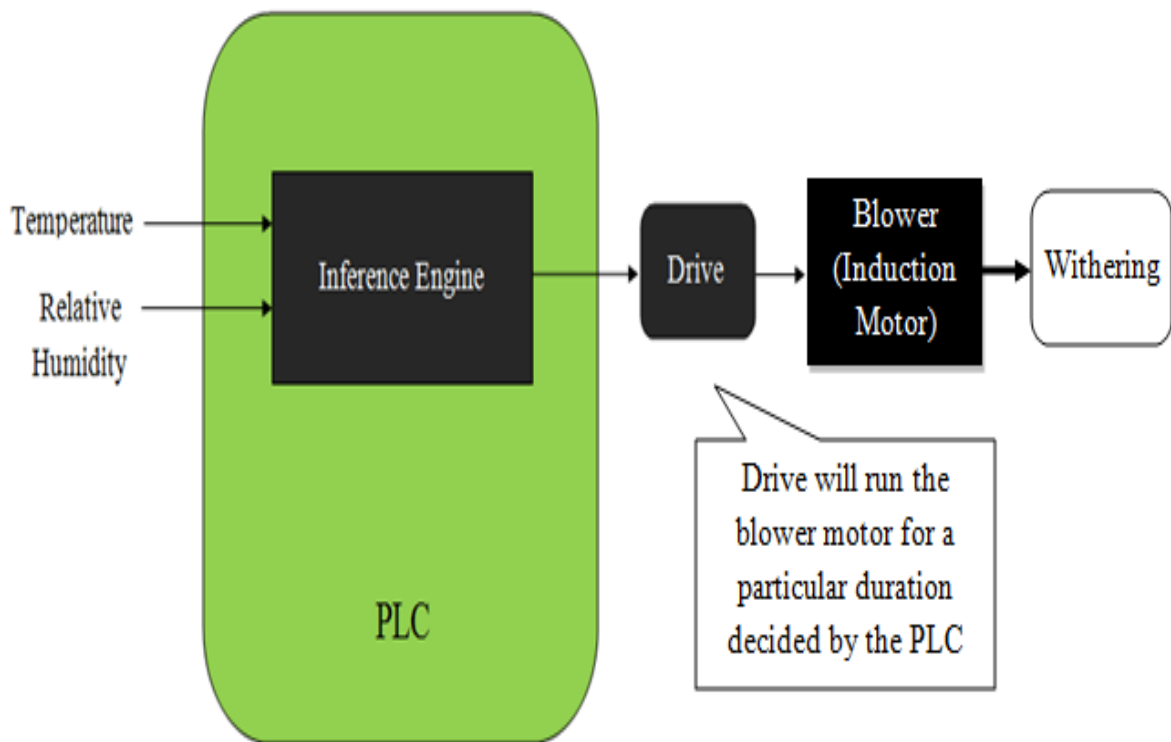 Temperature
Relative
Humidity
Inference Engine
PLC
Drive
Blower
(Induction
Motor)
Withering
Drive will run the
blower motor for a
particular duration
decided by the PLC